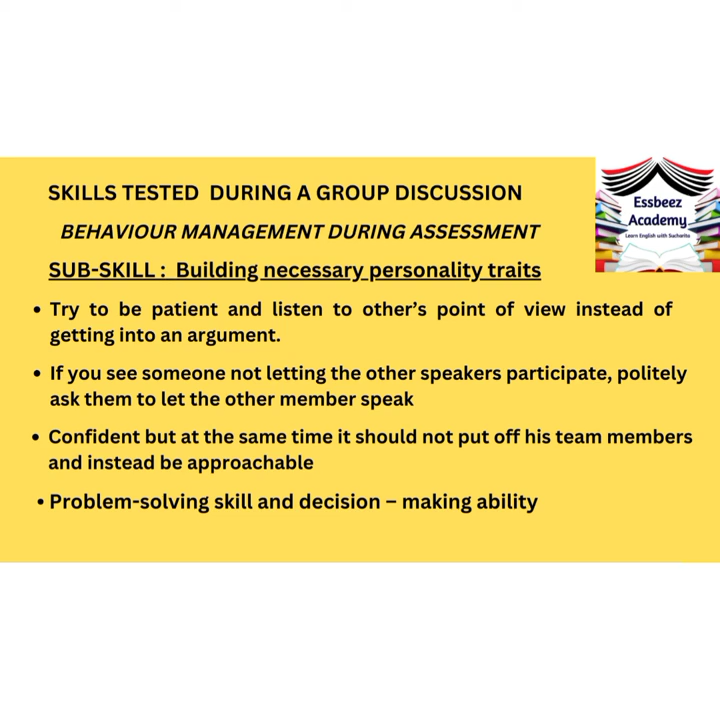 SKILLS TESTED DURING A GROUP DISCUSSION
BEHAVIOUR MANAGEMENT DURING ASSESSMENT
SUB-SKILL : Building necessary personality traits
• Try to be patient and listen to other's point of view instead of
getting into an argument.
• If you see someone not letting the other speakers participate, politely
ask them to let the other member speak
• Confident but at the same time it should not put off his team members
and instead be approachable
• Problem-solving skill and decision – making ability
Essbeez
Academy
Learn English with Sucharita